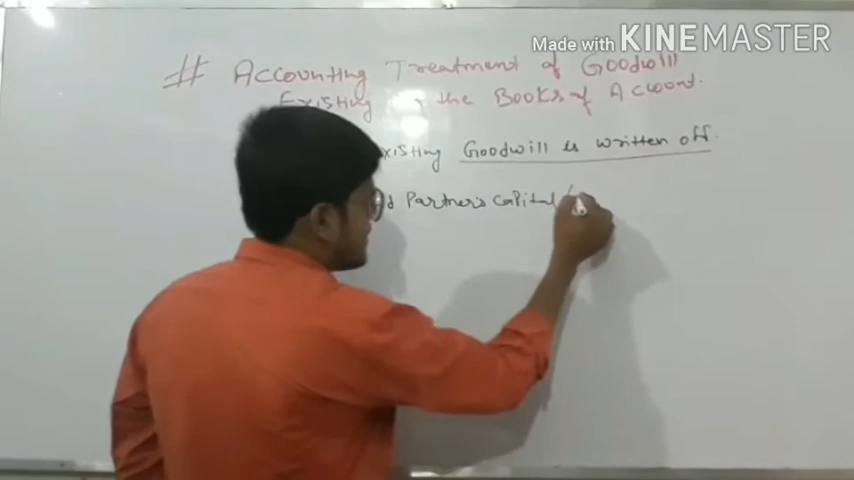 Made with KINEMASTER
# Accounting Treatment of Goodwill
Existing the Books of Account.
Existing Goodwill is written off.
Partner's Capital